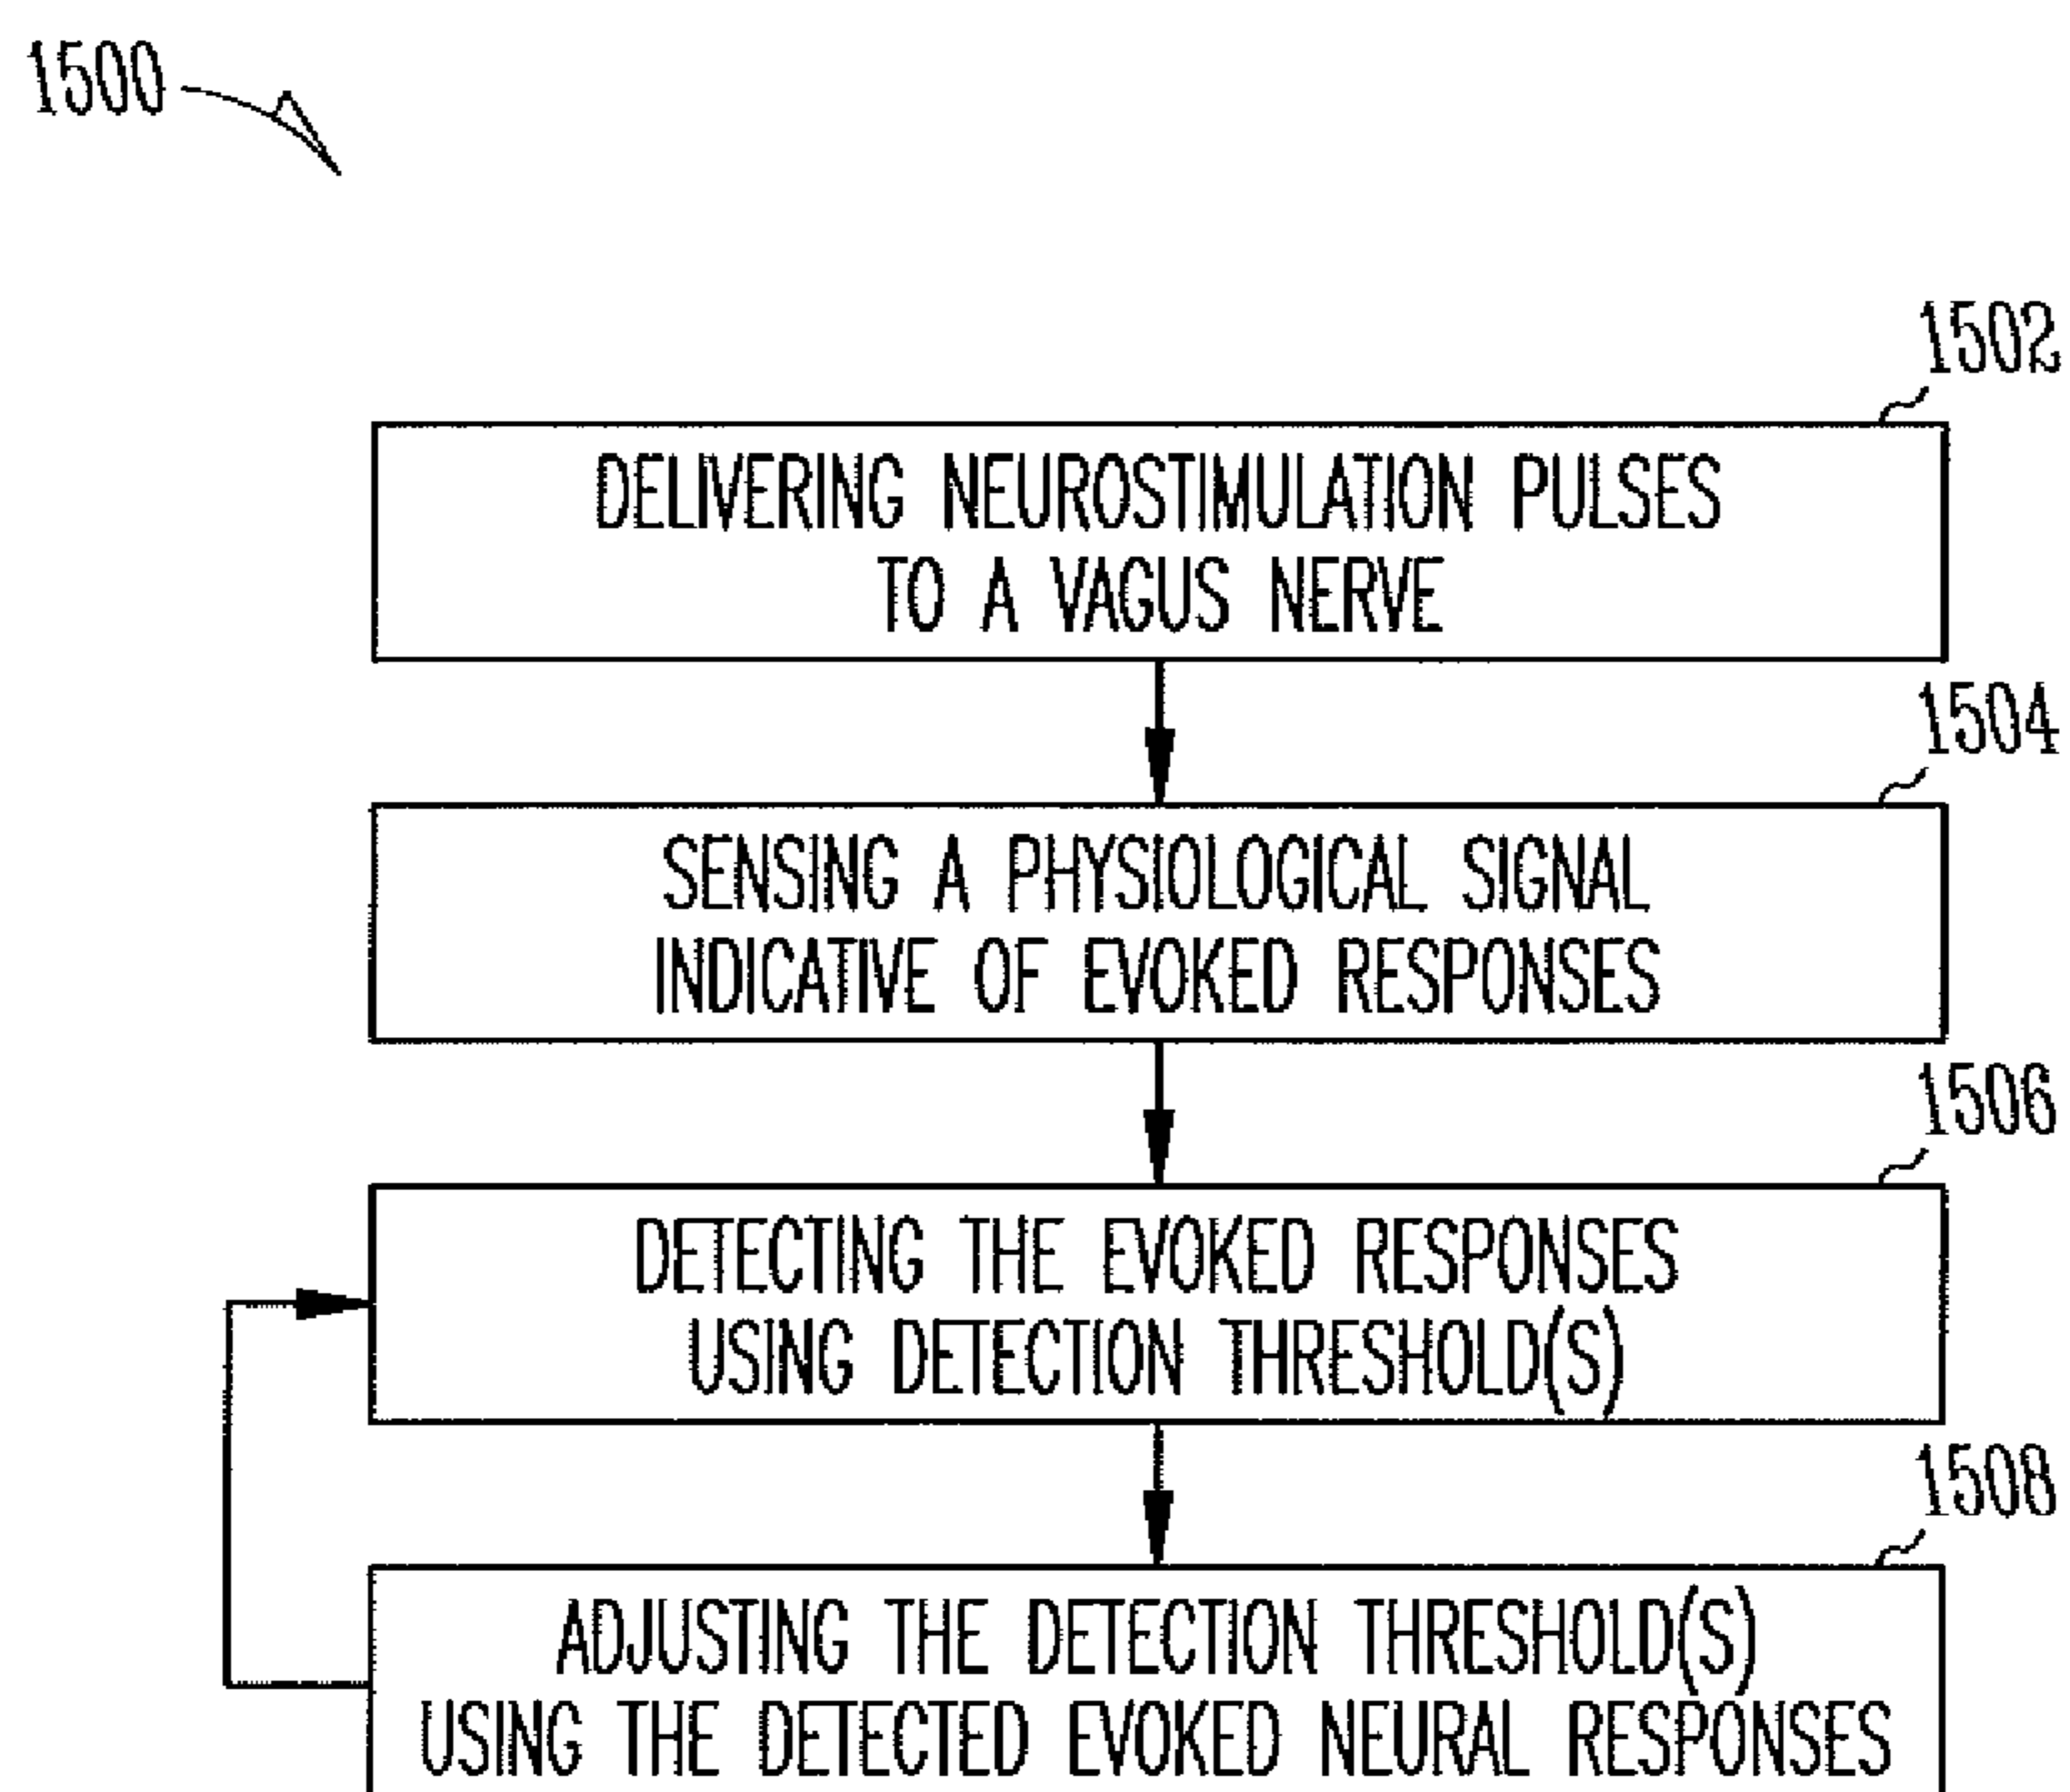 1500
1502
DELIVERING NEUROSTIMULATION PULSES
TO A VAGUS NERVE
1504
SENSING A PHYSIOLOGICAL SIGNAL
INDICATIVE OF EVOKED RESPONSES
1506
DETECTING THE EVOKED RESPONSES
USING DETECTION THRESHOLD(S)
1508
ADJUSTING THE DETECTION THRESHOLD(S)
USING THE DETECTED EVOKED NEURAL RESPONSES